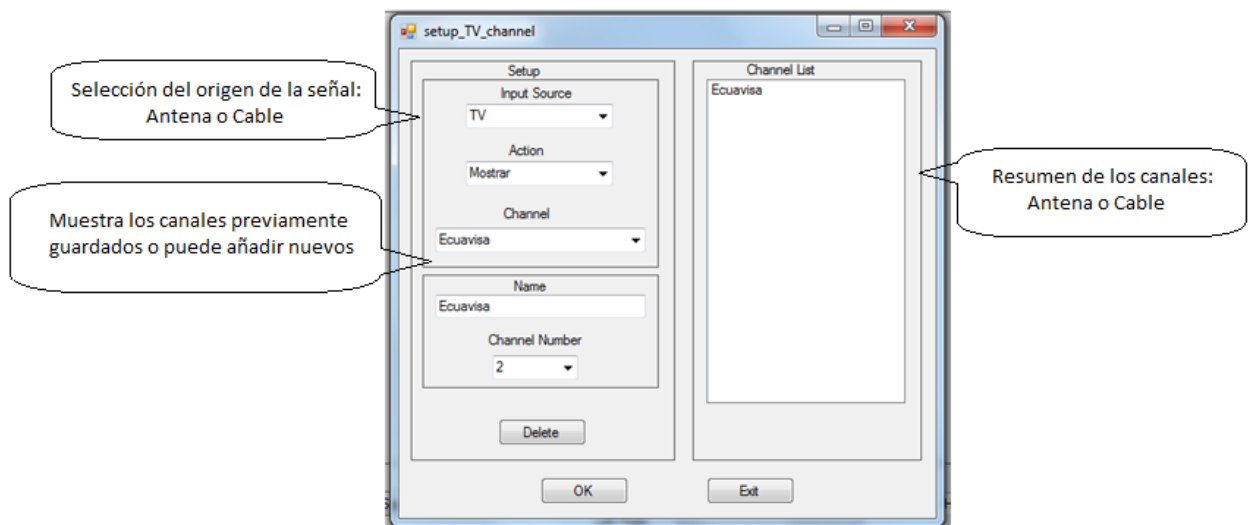 setup_TV_channel
Selección del origen de la señal:
Antena o Cable
Muestra los canales previamente
guardados o puede añadir nuevos
Setup
Input Source
TV
Action
Mostrar
Channel
Ecuavisa
Name
Ecuavisa
Channel Number
2
Delete
Channel List
Ecuavisa
OK
Exit
Resumen de los canales:
Antena o Cable